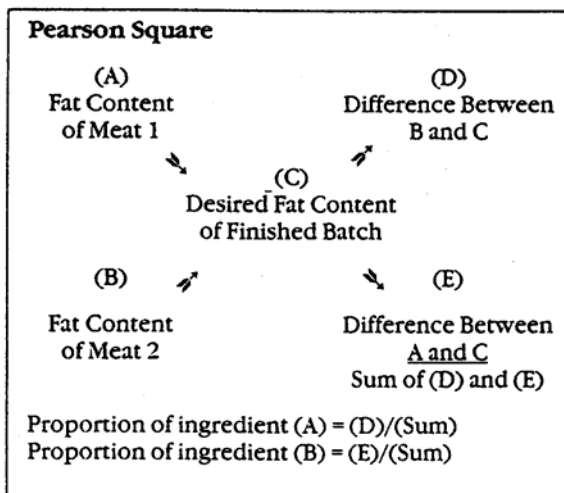 Pearson Square
(A)
Fat Content
of Meat 1
(D)
Difference Between
B and C
(C)
Desired Fat Content
of Finished Batch
(B)
Fat Content
of Meat 2
(E)
Difference Between
A and C
Sum of (D) and (E)
Proportion of ingredient (A) = (D)/(Sum)
Proportion of ingredient (B) = (E)/(Sum)